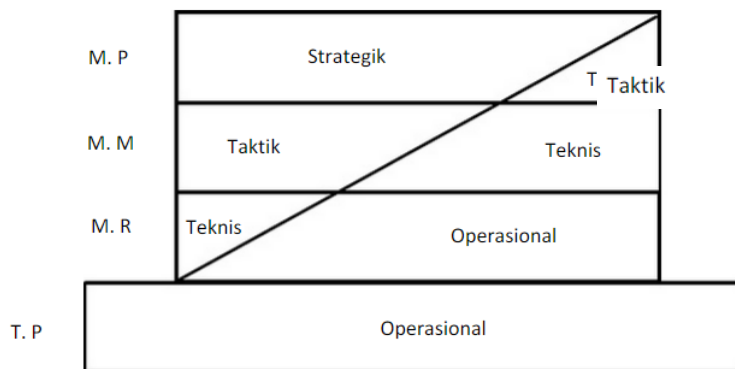 M. P Strategik T Taktik
M. M Taktik Teknis
M. R Teknis Operasional
T. P Operasional